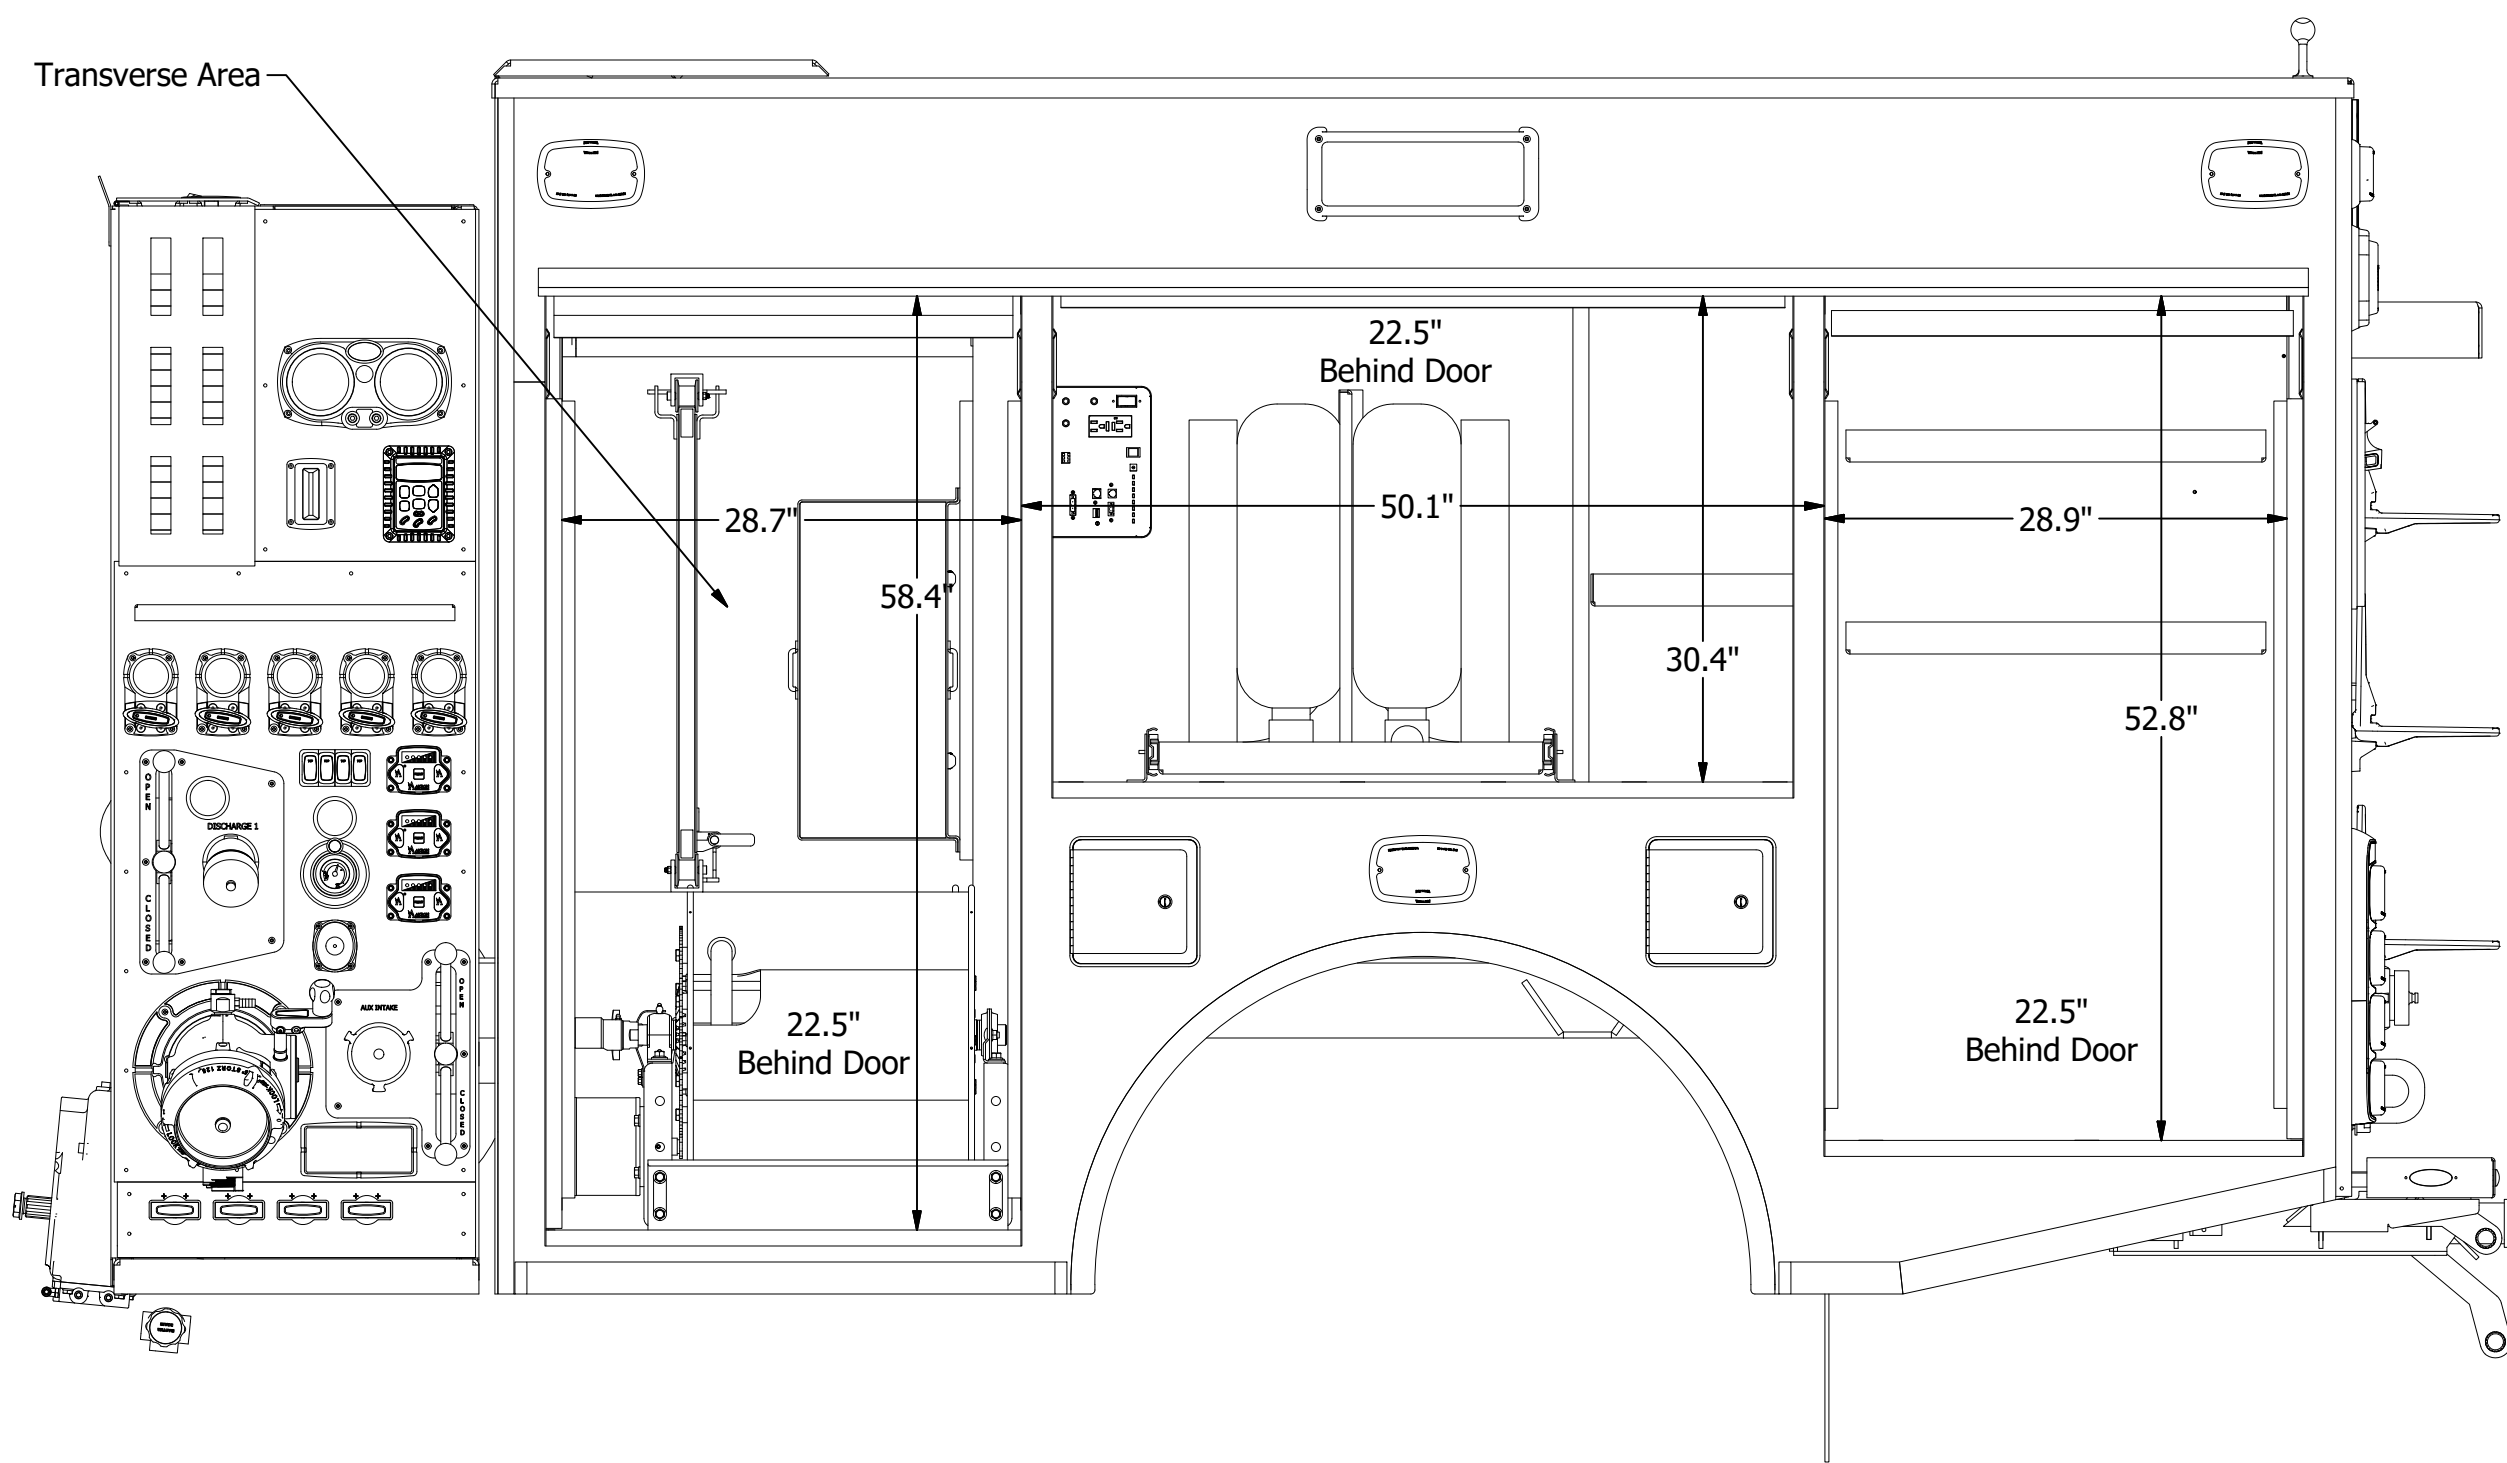 Transverse Area
22.5"
Behind Door
28.7"
50.1"
28.9"
58.4"
30.4"
52.8"
OPEN
DISCHARGE 1
CLOSED
OPEN
AUX INTAKE
CLOSED
22.5"
Behind Door
22.5"
Behind Door